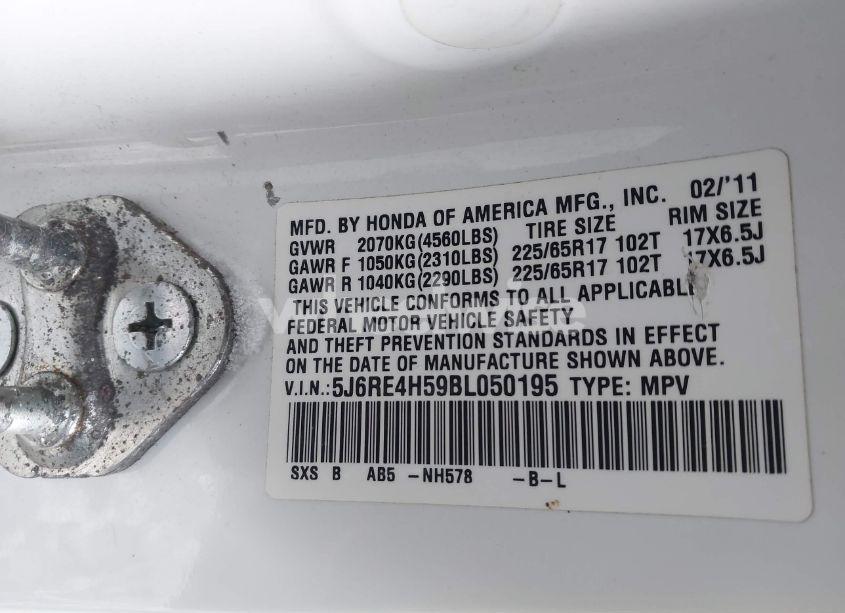 MFD. BY HONDA OF AMERICA MFG., INC. 02/'11
GVWR 2070KG(4560LBS) TIRE SIZE RIM SIZE
GAWR F 1050KG(2310LBS) 225/65R17 102T 17X6.5J
GAWR R 1040KG(2290LBS) 225/65R17 102T 17X6.5J
THIS VEHICLE CONFORMS TO ALL APPLICABLE
FEDERAL MOTOR VEHICLE SAFETY
AND THEFT PREVENTION STANDARDS IN EFFECT
ON THE DATE OF MANUFACTURE SHOWN ABOVE.
V.I.N.: 5J6RE4H59BL050195 TYPE: MPV
SXS B AB5 -NH578 -B-L